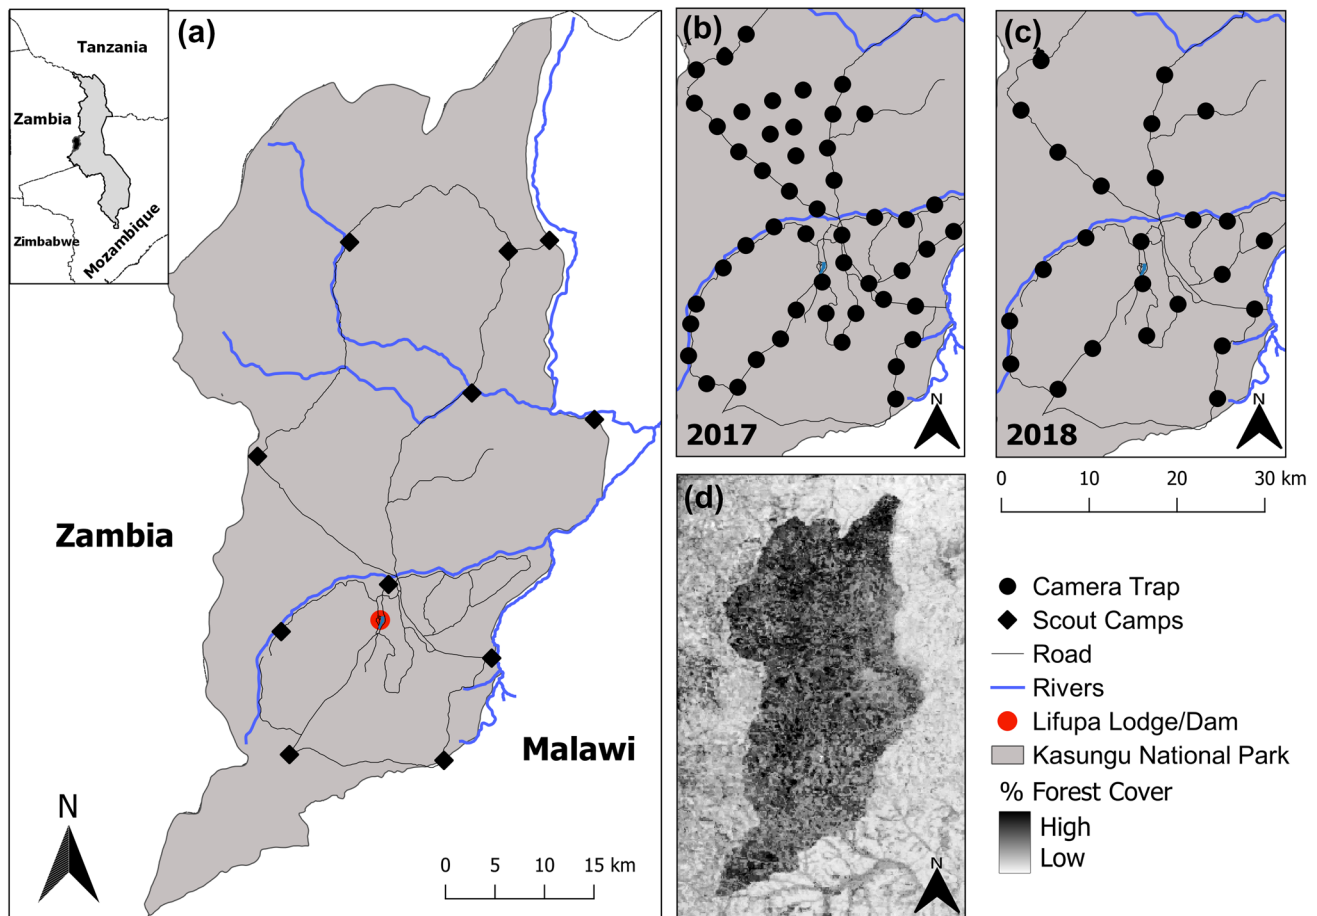 Tanzania
Zambia
Zimbabwe
Mozambique
(a)
Zambia
Malawi
N
0 5 10 15 km
(b)
2017
N
(c)
2018
N
0 10 20 30 km
(d)
N
Camera Trap
Scout Camps
Road
Rivers
Lifupa Lodge/Dam
Kasungu National Park
% Forest Cover
High
Low